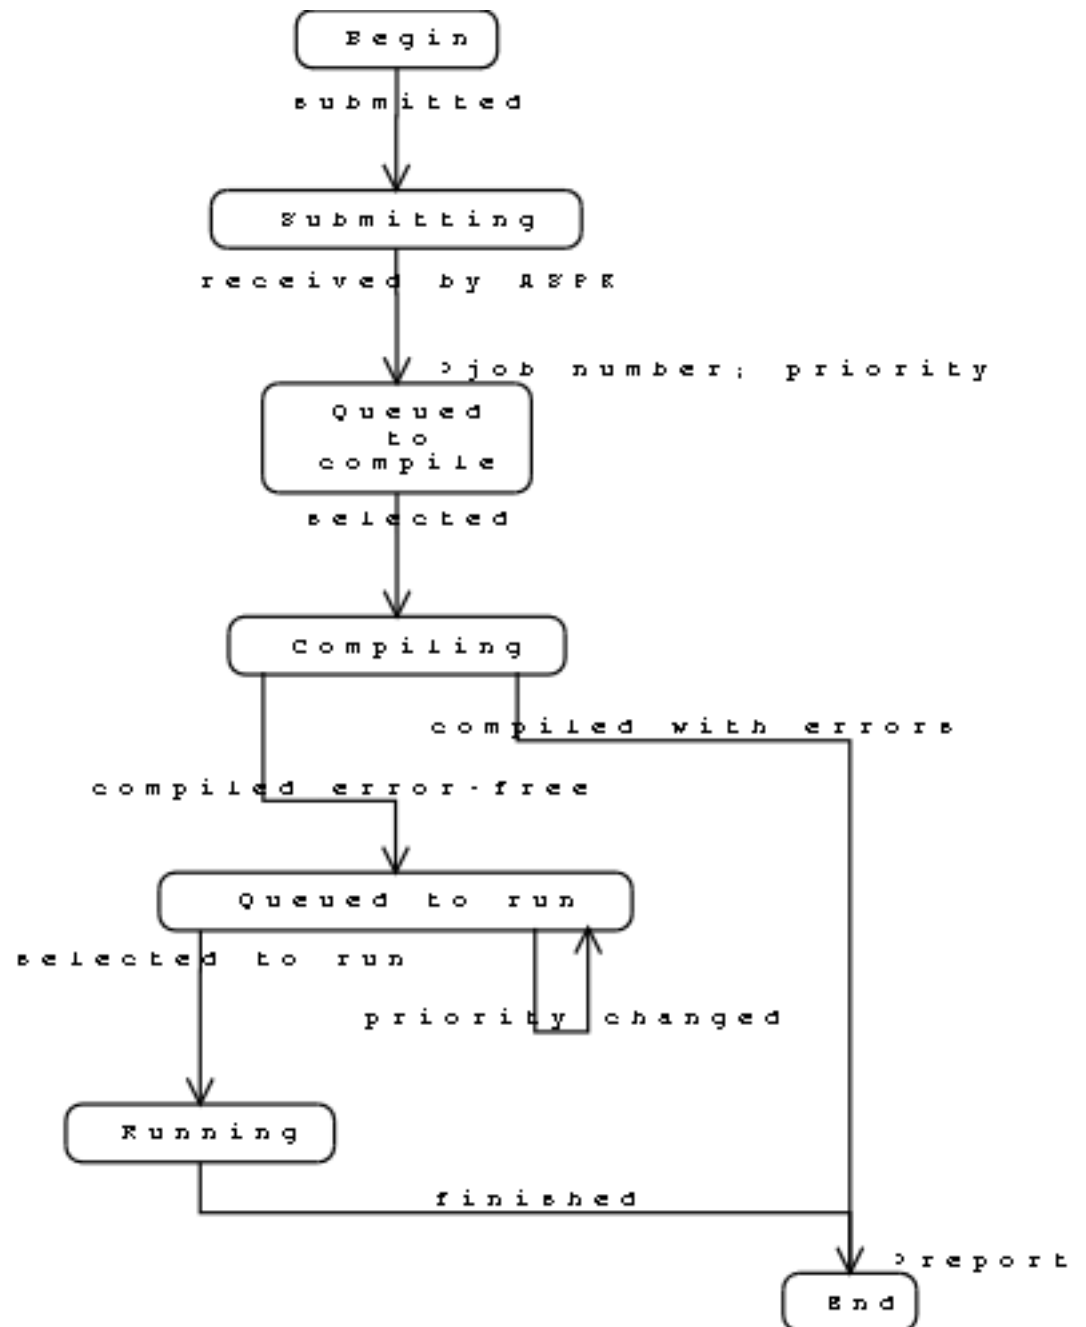 Begin
submitted
Submitting
received by ASPK
>job number; priority
Queued
to
compile
selected
Compiling
compiled with errors
compiled error-free
Queued to run
selected to run
priority changed
Running
finished
>report
End